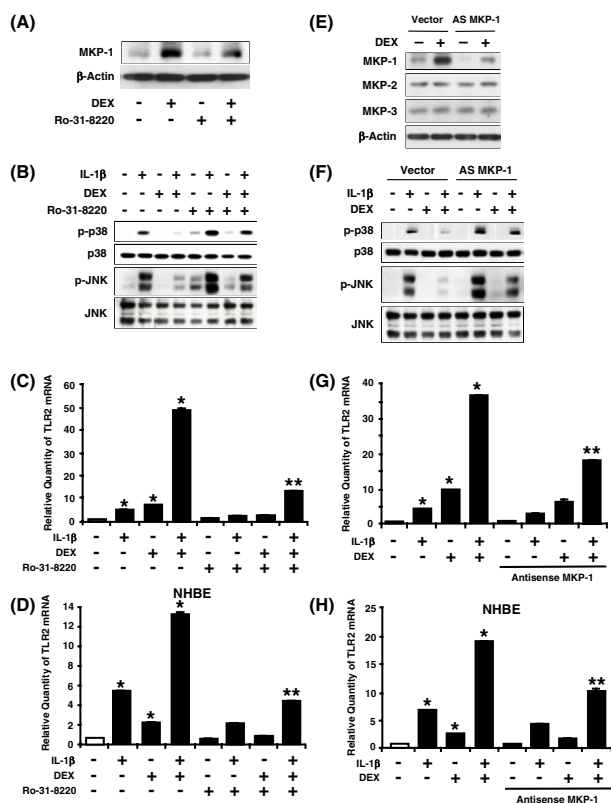 (A)
MKP-1
β-Actin
DEX - + - +
Ro-31-8220 - - + +
(B)
IL-1β - + - + - + - +
DEX - - + + - - + +
Ro-31-8220 - - - - + + + +
p-p38
p38
p-JNK
JNK
(C)
Relative Quantity of TLR2 mRNA
60
50
40
30
20
10
0
* * * **
IL-1β - + - + - + - +
DEX - - + + - - + +
Ro-31-8220 - - - - + + + +
(D)
NHBE
Relative Quantity of TLR2 mRNA
14
12
10
8
6
4
2
0
* * * **
IL-1β - + - + - + - +
DEX - - + + - - + +
Ro-31-8220 - - - - + + + +
(E)
Vector AS MKP-1
DEX - + - +
MKP-1
MKP-2
MKP-3
β-Actin
(F)
Vector AS MKP-1
IL-1β - + - + - + - +
DEX - - + + - - + +
p-p38
p38
p-JNK
JNK
(G)
Relative Quantity of TLR2 mRNA
40
30
20
10
0
* * * **
IL-1β - + - + - + - +
DEX - - + + - - + +
Antisense MKP-1
(H)
NHBE
Relative Quantity of TLR2 mRNA
25
20
15
10
5
0
* * * **
IL-1β - + - + - + - +
DEX - - + + - - + +
Antisense MKP-1